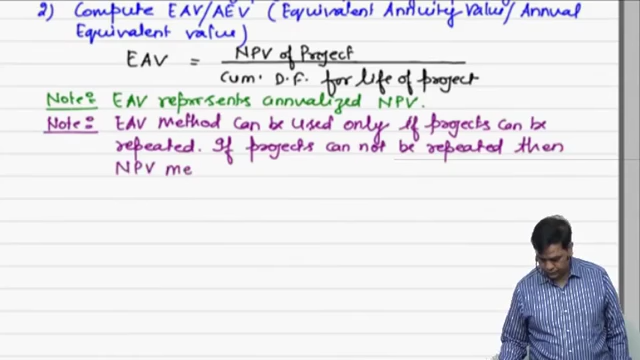 2) Compute EAV/AEV (Equivalent Annuity Value/Annual
Equivalent value)
EAV = NPV of Project
Cum. D.F. for life of project
Note: EAV represents annualized NPV.
Note: EAV method can be used only if projects can be
repeated. If projects can not be repeated then
NPV me